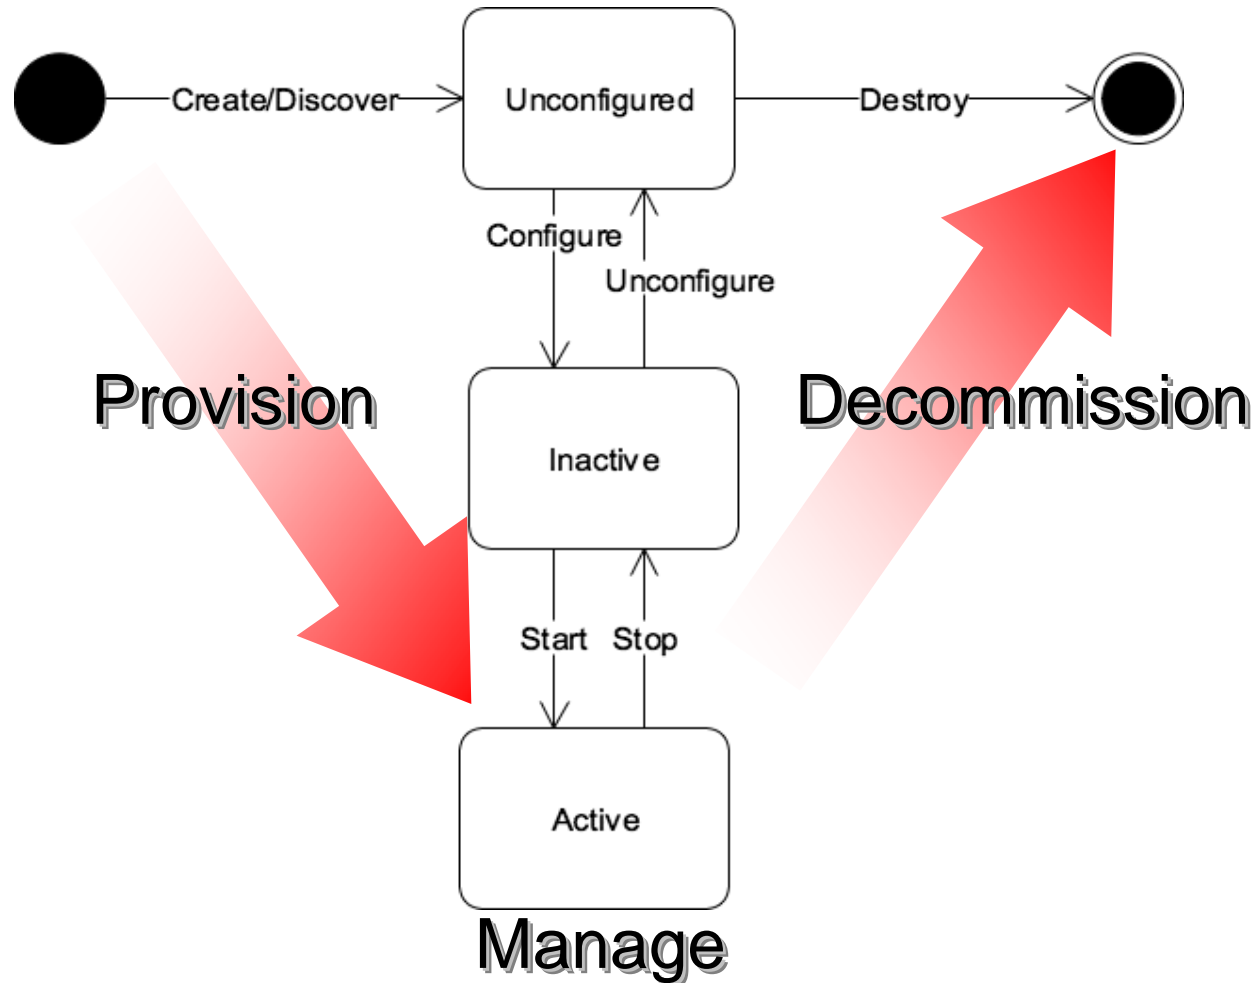 Create/Discover
Unconfigured
Destroy
Configure
Unconfigure
Provision
Decommission
Inactive
Start
Stop
Active
Manage